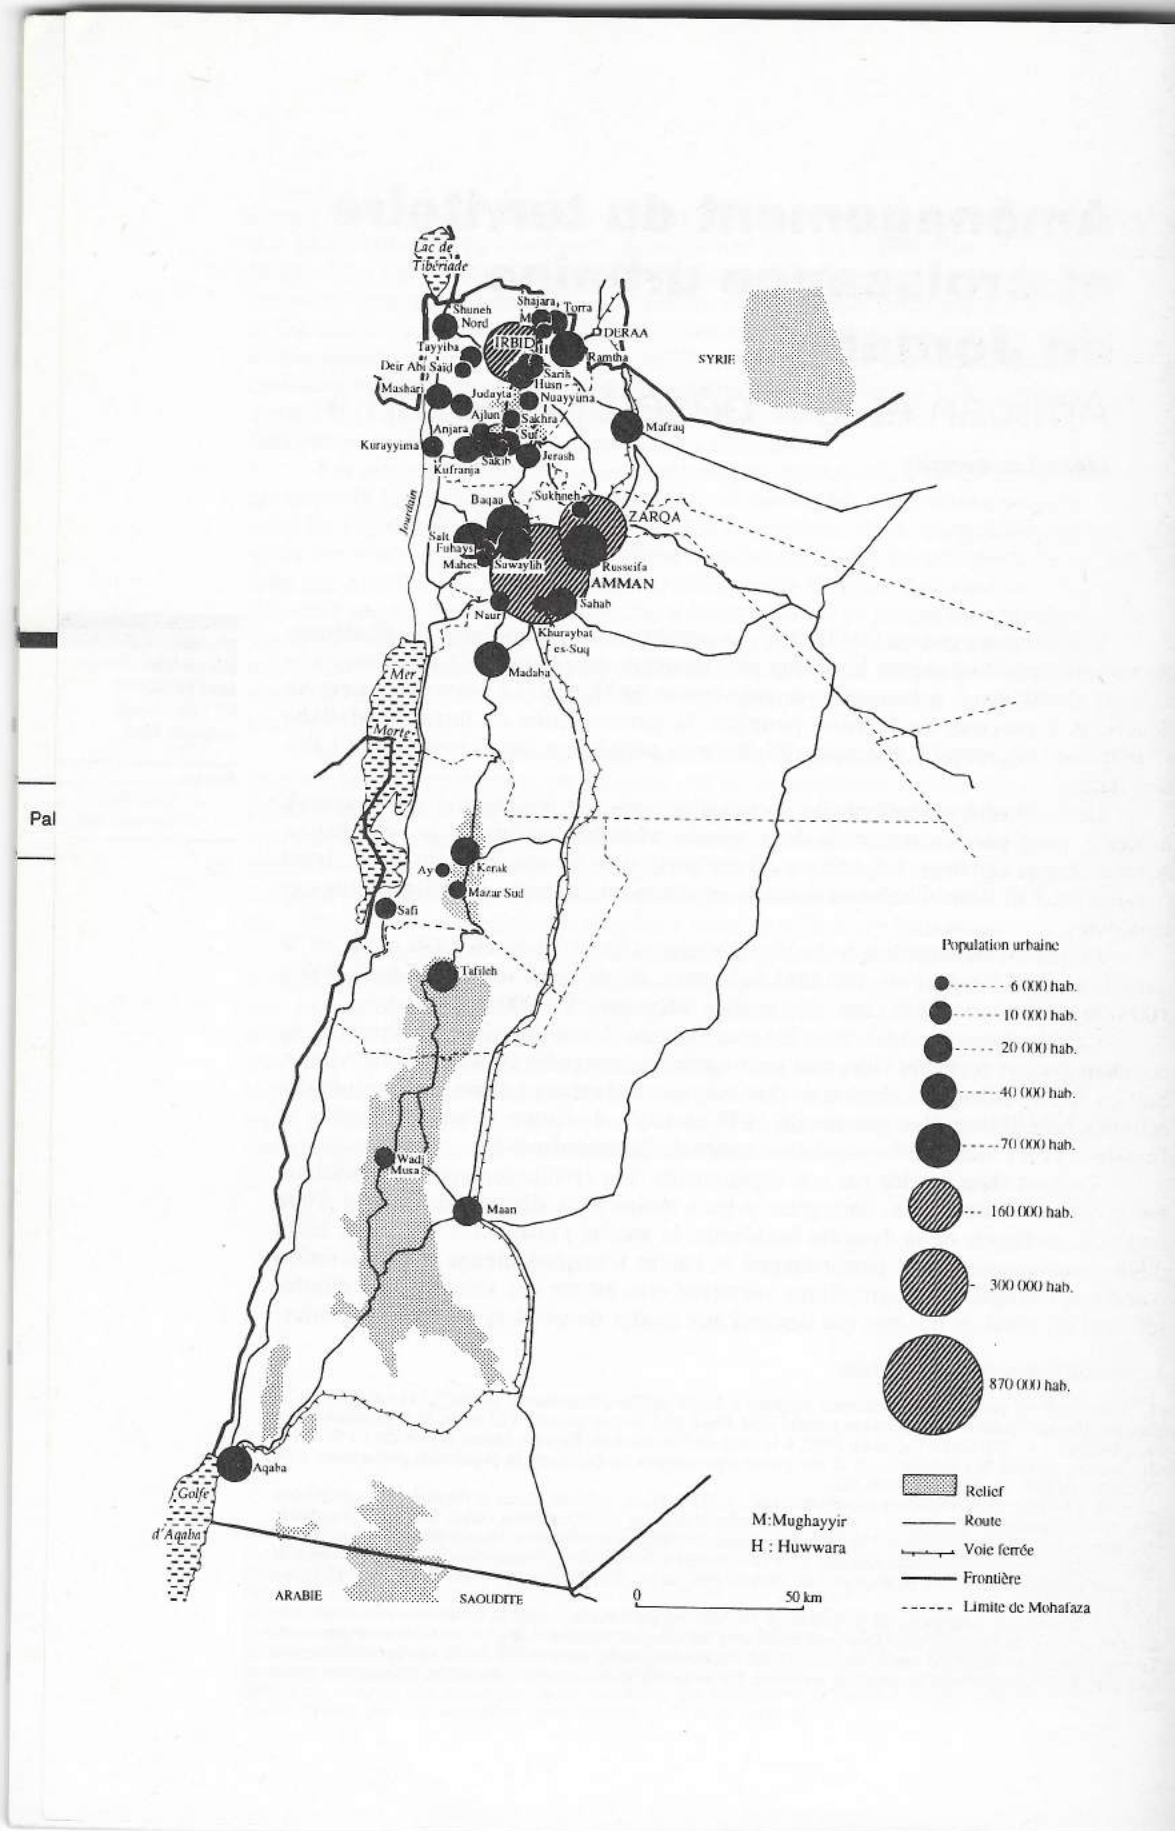 Lac de
Tibériade
Shuneh
Nord
Shajara
Torra
M
IRBID
H
DERAA
Ramtha
SYRIE
Tayyiba
Deir Abi Saïd
Sarih
Husn
Mashari
Judayta
Nuayyima
Ajlun
Sakhra
Anjara
Suf
Mafraq
Kurayyima
Sakib
Jerash
Kufranja
Jourdain
Baqaa
Sukhneh
ZARQA
Salt
Fuhays
Mahes
Suwaylih
Russeifa
AMMAN
Naur
Sahab
Khuraybat
es-Suq
Mer
Madaba
Morte
Pal
Ay
Kerak
Mazar Sud
Safi
Tafileh
Wadi
Musa
Maan
Aqaba
Golfe
d'Aqaba
ARABIE
SAOUDITE
Population urbaine
6 000 hab.
10 000 hab.
20 000 hab.
40 000 hab.
70 000 hab.
160 000 hab.
300 000 hab.
870 000 hab.
Relief
Route
Voie ferrée
Frontière
Limite de Mohafaza
M:Mughayyir
H : Huwwara
0 50 km